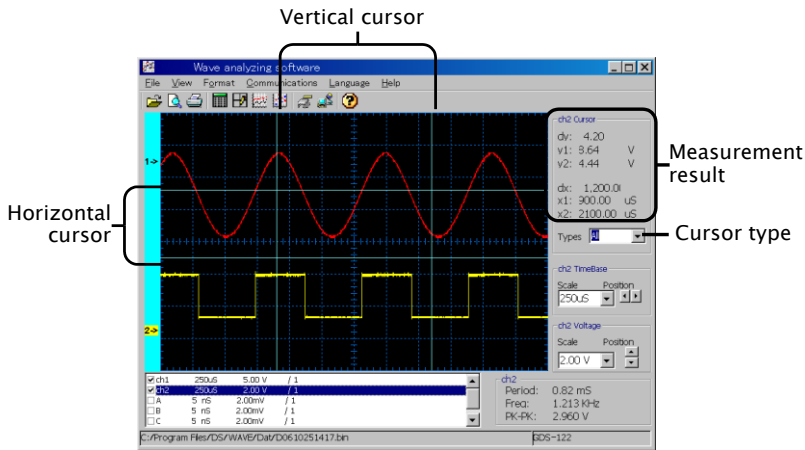 Vertical cursor
Wave analyzing software
File View Format Communications Language Help
1->
2->
Horizontal
cursor
ch2 Cursor
dv: 4.20
v1: 8.64 V
v2: 4.44 V
dx: 1,200.0
x1: 900.00 uS
x2: 2100.00 uS
Measurement
result
Types All
Cursor type
ch2 TimeBase
Scale Position
250uS
ch2 Voltage
Scale Position
2.00 V
ch1 250uS 5.00 V / 1
ch2 250uS 2.00 V / 1
A 5 nS 2.00mV / 1
B 5 nS 2.00mV / 1
C 5 nS 2.00mV / 1
ch2
Period: 0.82 mS
Freq: 1.213 KHz
PK-PK: 2.960 V
C:/Program Files/DS/WAVE/Dat/D0610251417.bin GDS-122